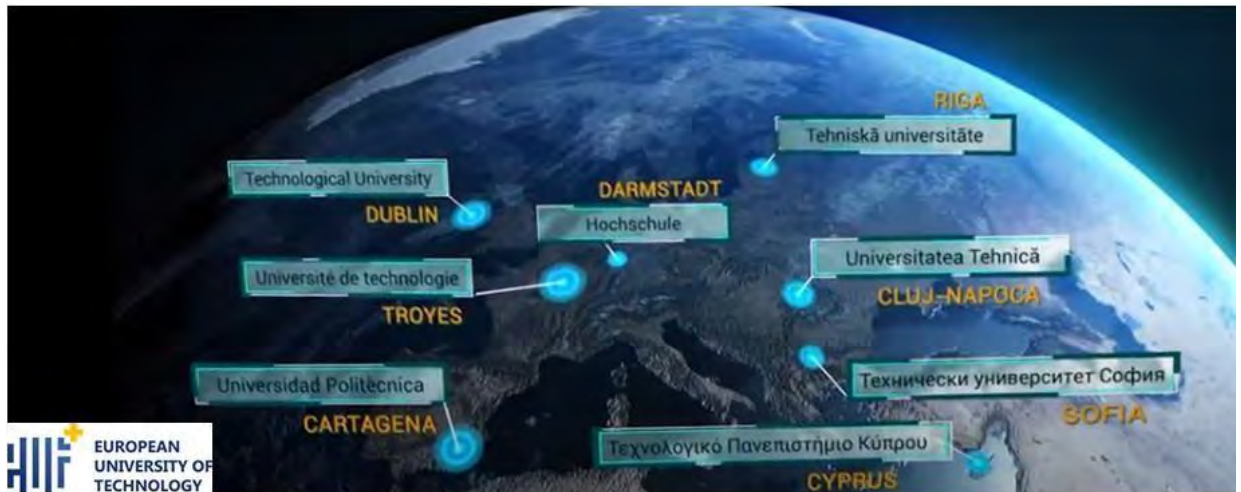 RIGA
Tehniskā universitāte
Technological University
DUBLIN
DARMSTADT
Hochschule
Université de technologie
TROYES
Universitatea Tehnică
CLUJ-NAPOCA
Universidad Politècnica
CARTAGENA
Технически университет София
SOFIA
Τεχνολογικό Πανεπιστήμιο Κύπρου
CYPRUS
EUROPEAN
UNIVERSITY OF
TECHNOLOGY